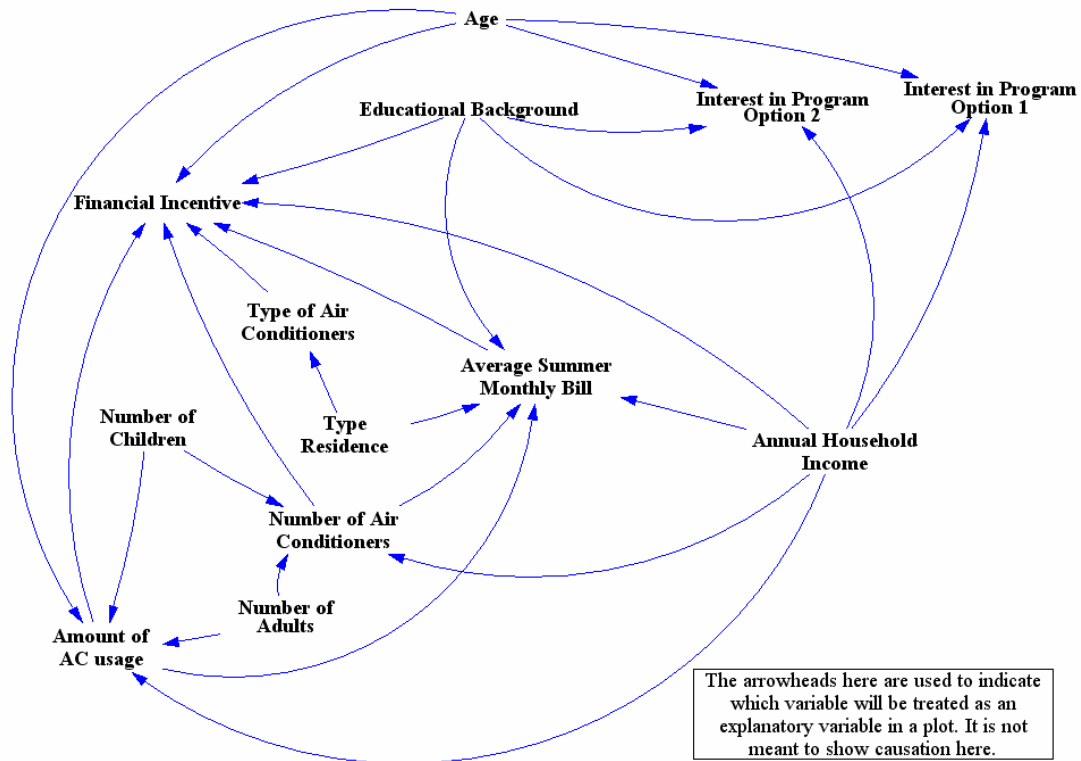 Age
Interest in Program
Option 1
Interest in Program
Option 2
Educational Background
Financial Incentive
Type of Air
Conditioners
Average Summer
Monthly Bill
Number of
Children
Type
Residence
Annual Household
Income
Number of Air
Conditioners
Number of
Adults
Amount of
AC usage
The arrowheads here are used to indicate
which variable will be treated as an
explanatory variable in a plot. It is not
meant to show causation here.